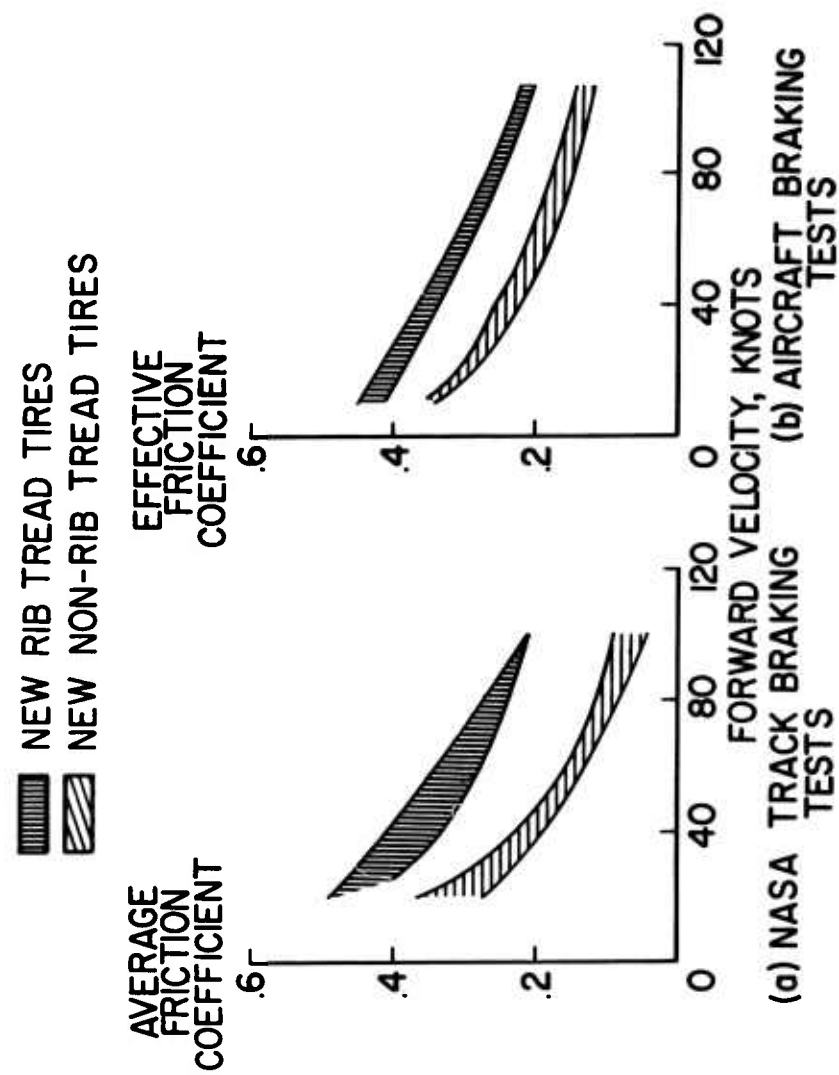 NEW RIB TREAD TIRES
NEW NON-RIB TREAD TIRES
AVERAGE
FRICTION
COEFFICIENT
.6
.4
.2
0
40
80
120
EFFECTIVE
FRICTION
COEFFICIENT
.6
.4
.2
0
40
80
120
FORWARD VELOCITY, KNOTS
(a) NASA TRACK BRAKING
TESTS
(b) AIRCRAFT BRAKING
TESTS